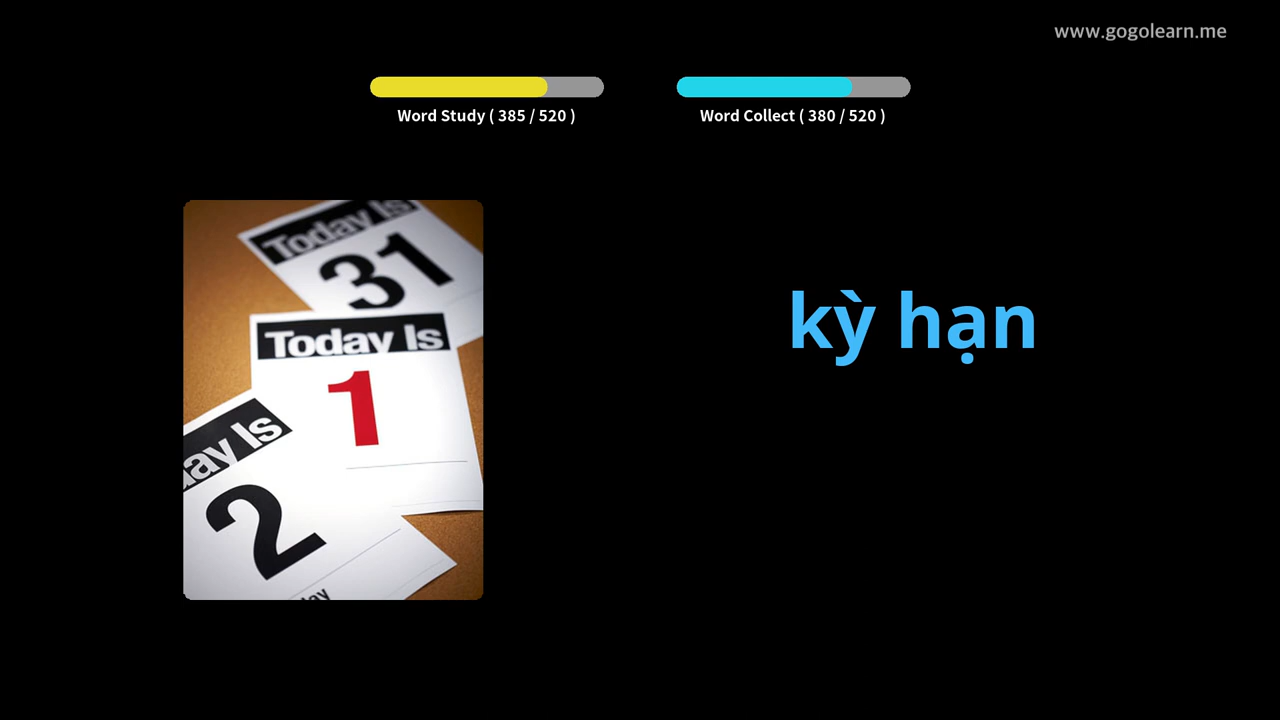 www.gogolearn.me
Word Study ( 385 / 520 )
Word Collect ( 380 / 520 )
Today Is
31
Today Is
1
ay Is
2
kỳ hạn